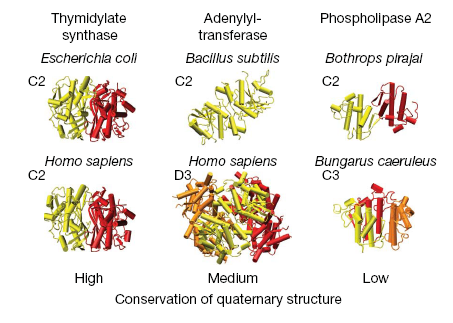 Thymidylate
synthase
Adenylyl-
transferase
Phospholipase A2
Escherichia coli
Bacillus subtilis
Bothrops pirajai
C2
C2
C2
Homo sapiens
Homo sapiens
Bungarus caeruleus
C2
D3
C3
High
Medium
Low
Conservation of quaternary structure